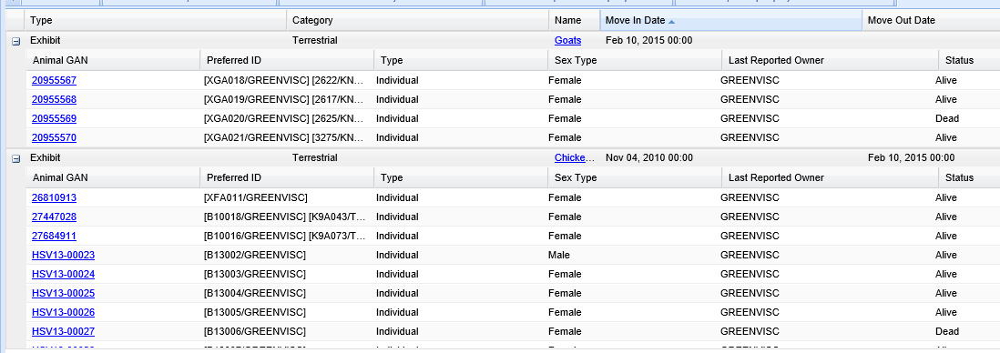 Type Category Name Move In Date Move Out Date
Exhibit Terrestrial Goats Feb 10, 2015 00:00
Animal GAN Preferred ID Type Sex Type Last Reported Owner Status
20955567 [XGA018/GREENVISC] [2622/KN... Individual Female GREENVISC Alive
20955568 [XGA019/GREENVISC] [2617/KN... Individual Female GREENVISC Alive
20955569 [XGA020/GREENVISC] [2625/KN... Individual Female GREENVISC Dead
20955570 [XGA021/GREENVISC] [3275/KN... Individual Female GREENVISC Alive
Exhibit Terrestrial Chicke... Nov 04, 2010 00:00 Feb 10, 2015 00:00
Animal GAN Preferred ID Type Sex Type Last Reported Owner Status
26810913 [XFA011/GREENVISC] Individual Female GREENVISC Alive
27447028 [B10018/GREENVISC] [K9A043/T... Individual Female GREENVISC Alive
27684911 [B10016/GREENVISC] [K9A073/T... Individual Female GREENVISC Alive
HSV13-00023 [B13002/GREENVISC] Individual Male GREENVISC Alive
HSV13-00024 [B13003/GREENVISC] Individual Female GREENVISC Alive
HSV13-00025 [B13004/GREENVISC] Individual Female GREENVISC Alive
HSV13-00026 [B13005/GREENVISC] Individual Female GREENVISC Alive
HSV13-00027 [B13006/GREENVISC] Individual Female GREENVISC Dead